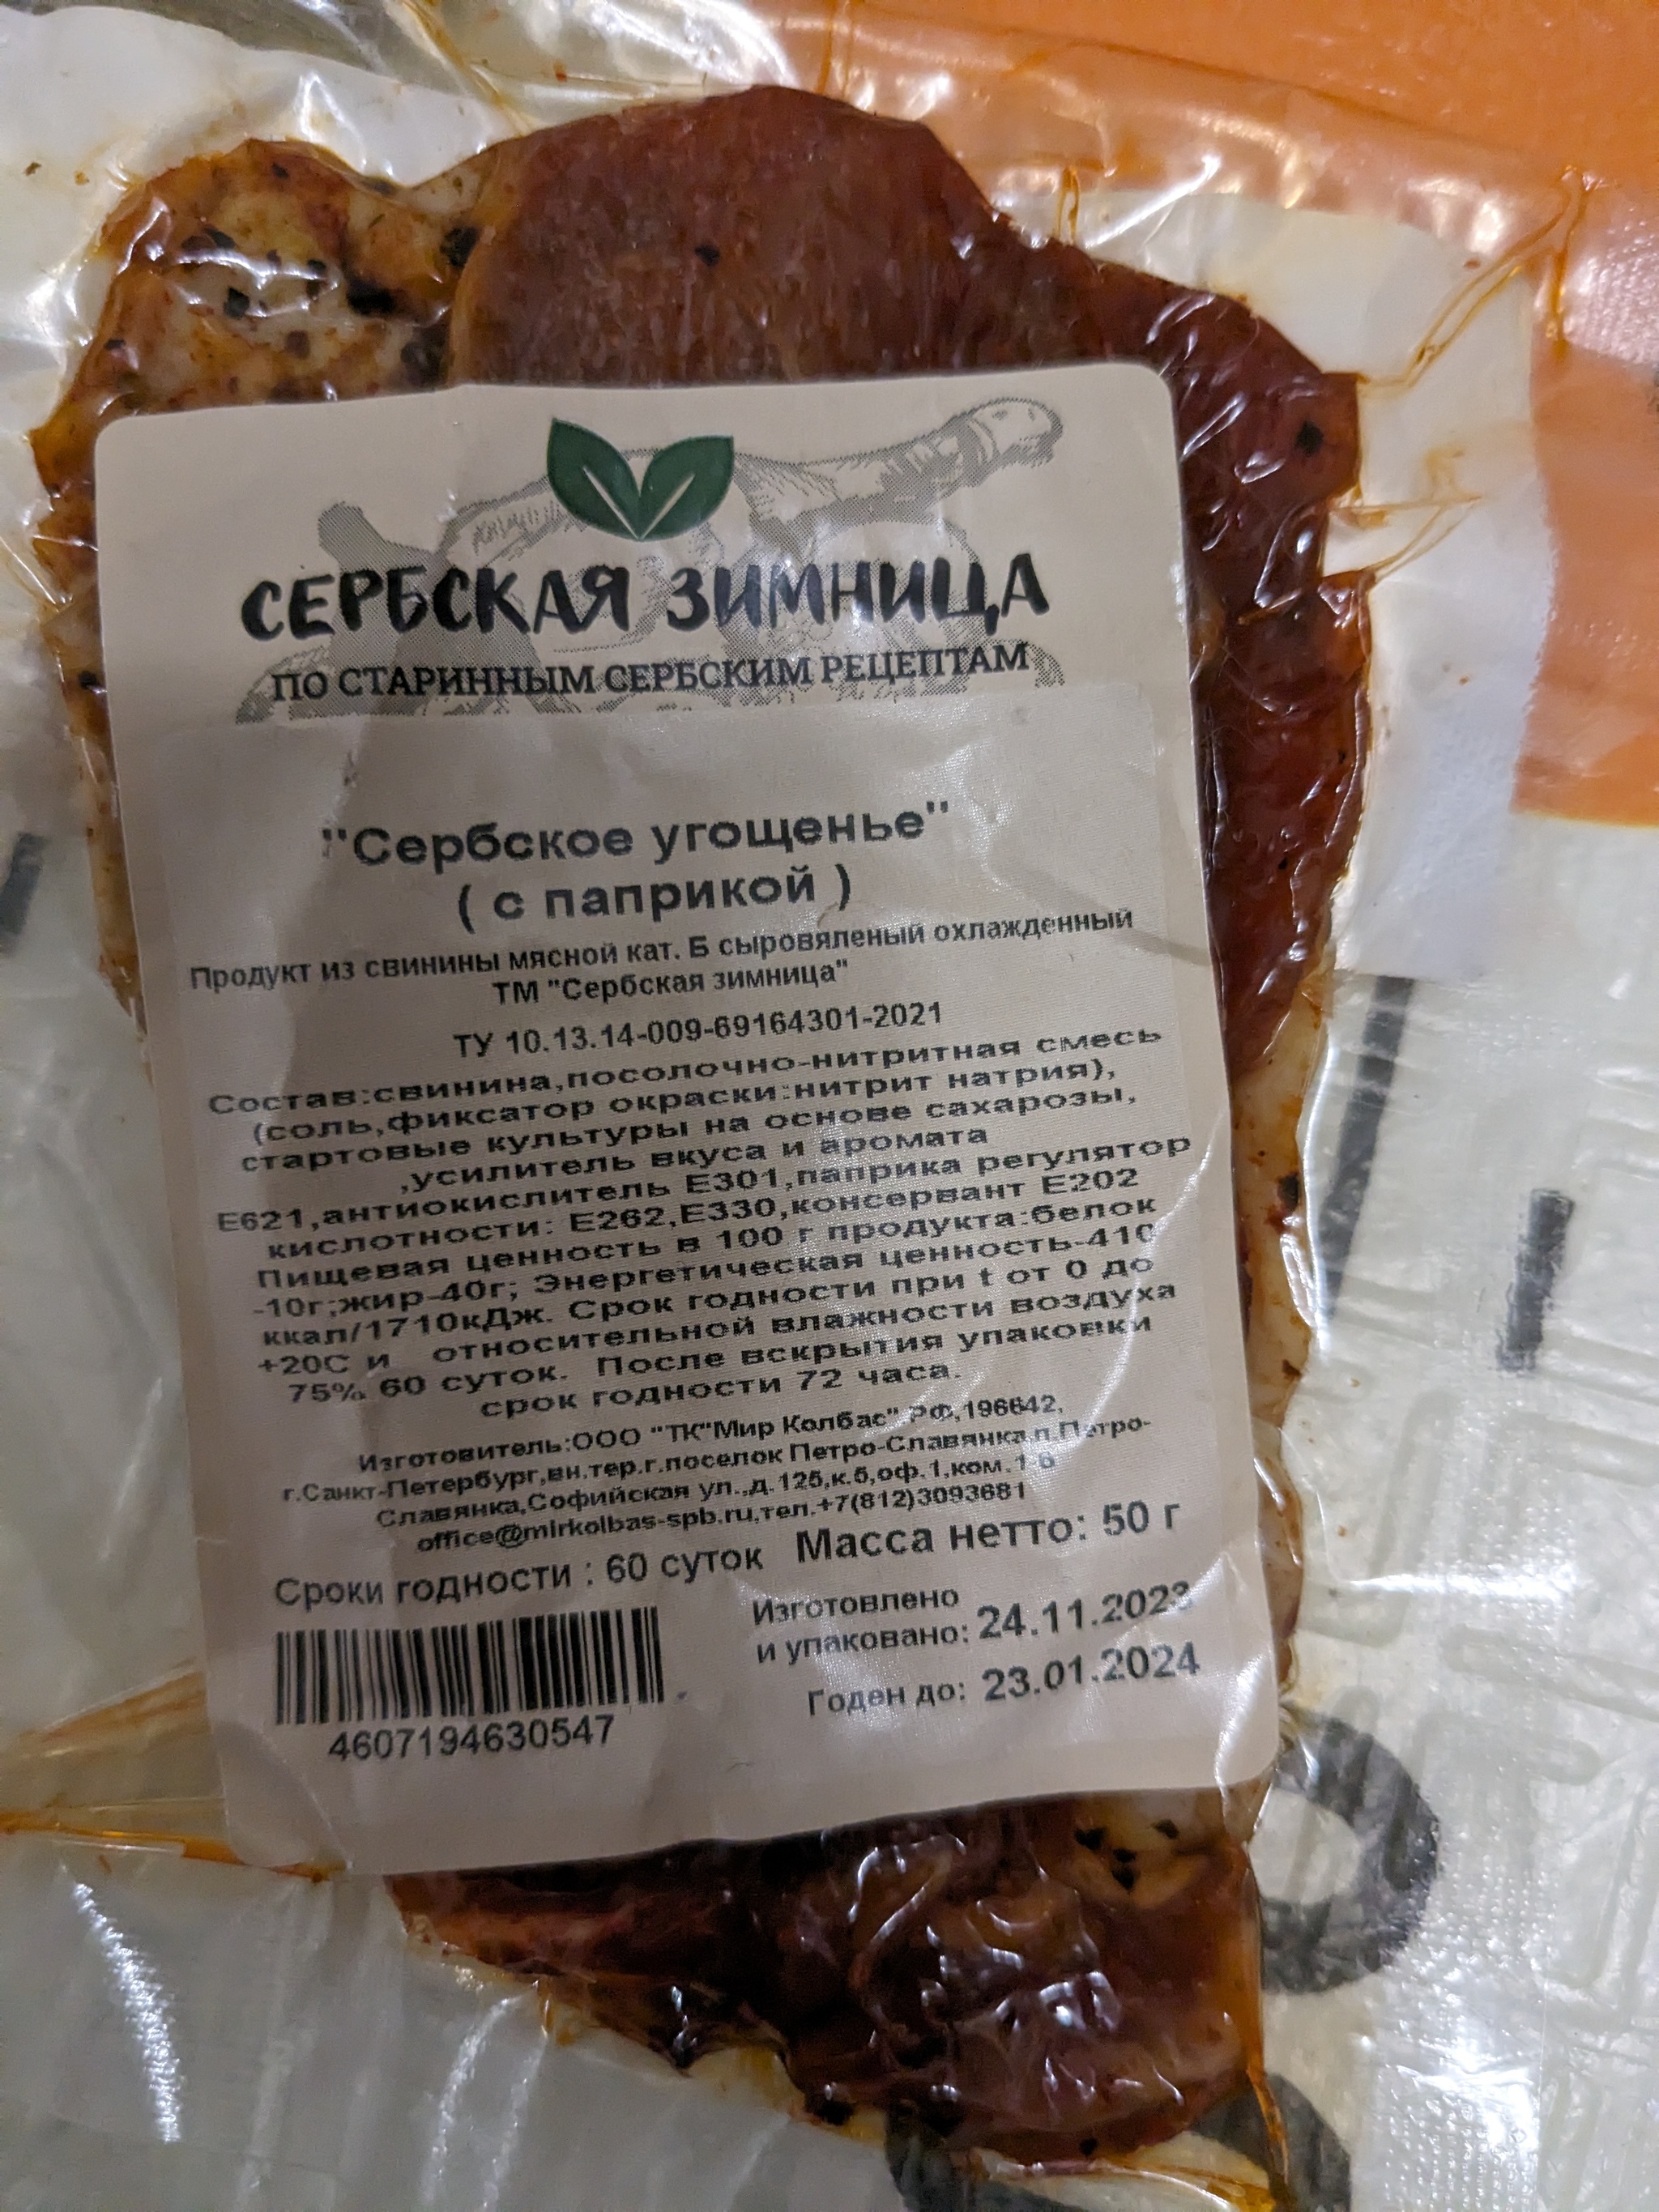 СЕРБСКАЯ ЗИМНИЦА
ПО СТАРИННЫМ СЕРБСКИМ РЕЦЕПТАМ
"Сербское угощенье"
( с паприкой )
Продукт из свинины мясной кат. Б сыровяленый охлажденный
ТМ "Сербская зимница"
ТУ 10.13.14-009-69164301-2021
Состав:свинина,посолочно-нитритная смесь
(соль,фиксатор окраски:нитрит натрия),
стартовые культуры на основе сахарозы,
,усилитель вкуса и аромата
Е621,антиокислитель Е301,паприка регулятор
кислотности: Е262,Е330,консервант Е202
Пищевая ценность в 100 г продукта:белок
-10г;жир-40г; Энергетическая ценность-410
ккал/1710кДж. Срок годности при t от 0 до
+20С и относительной влажности воздуха
75% 60 суток. После вскрытия упаковки
срок годности 72 часа.
Изготовитель:ООО "ТК"Мир Колбас" РФ,196642,
г.Санкт-Петербург,вн.тер.г.поселок Петро-Славянка,п.Петро-
Славянка,Софийская ул.,д.125,к.5,оф.1,ком.1 б
office@mirkolbas-spb.ru,тел.+7(812)3093681
Сроки годности : 60 суток Масса нетто: 50 г
Изготовлено
и упаковано: 24.11.2023
Годен до: 23.01.2024
4607194630547